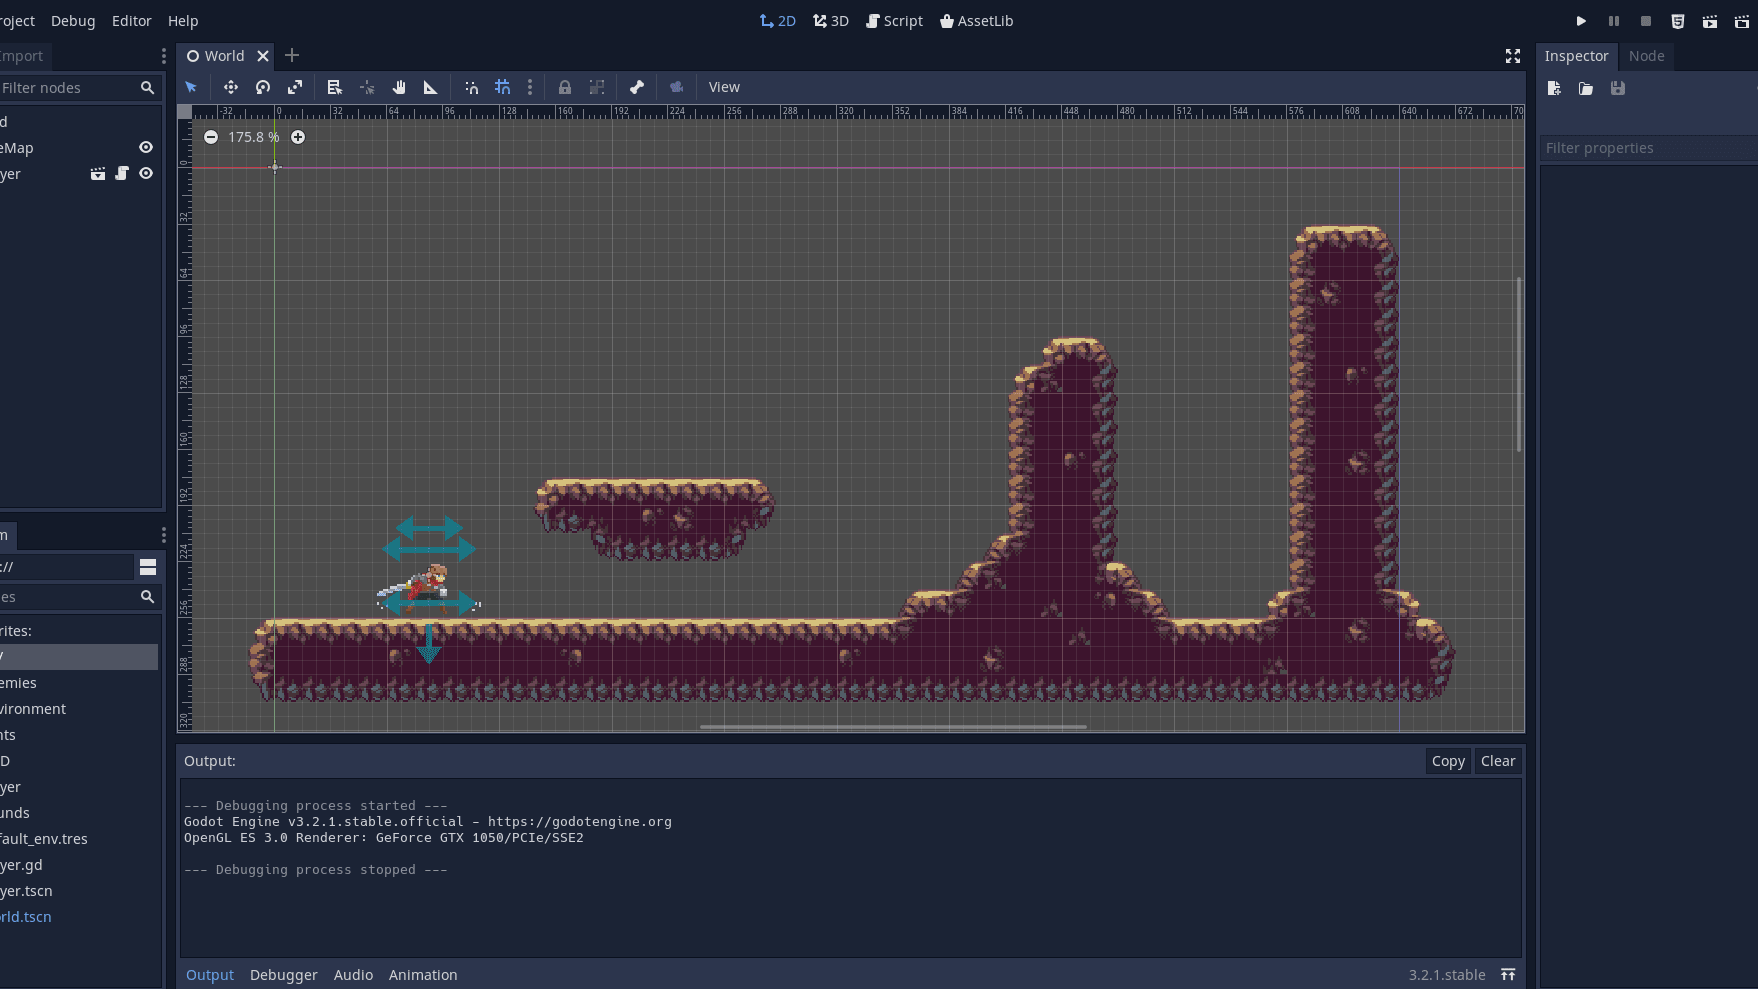 roject Debug Editor Help
2D 3D Script AssetLib
Import
World
Inspector Node
Filter nodes
View
-32 0 32 64 96 128 160 192 224 256 288 320 352 384 416 448 480 512 544 576 608 640 672 70
175.8 %
Filter properties
d
eMap
yer
0
32
64
96
128
160
192
224
256
288
320
m
://
es
rites:
/
emies
vironment
nts
D
yer
unds
fault_env.tres
yer.gd
yer.tscn
rld.tscn
Output: Copy Clear
--- Debugging process started ---
Godot Engine v3.2.1.stable.official - https://godotengine.org
OpenGL ES 3.0 Renderer: GeForce GTX 1050/PCIe/SSE2
--- Debugging process stopped ---
Output Debugger Audio Animation 3.2.1.stable